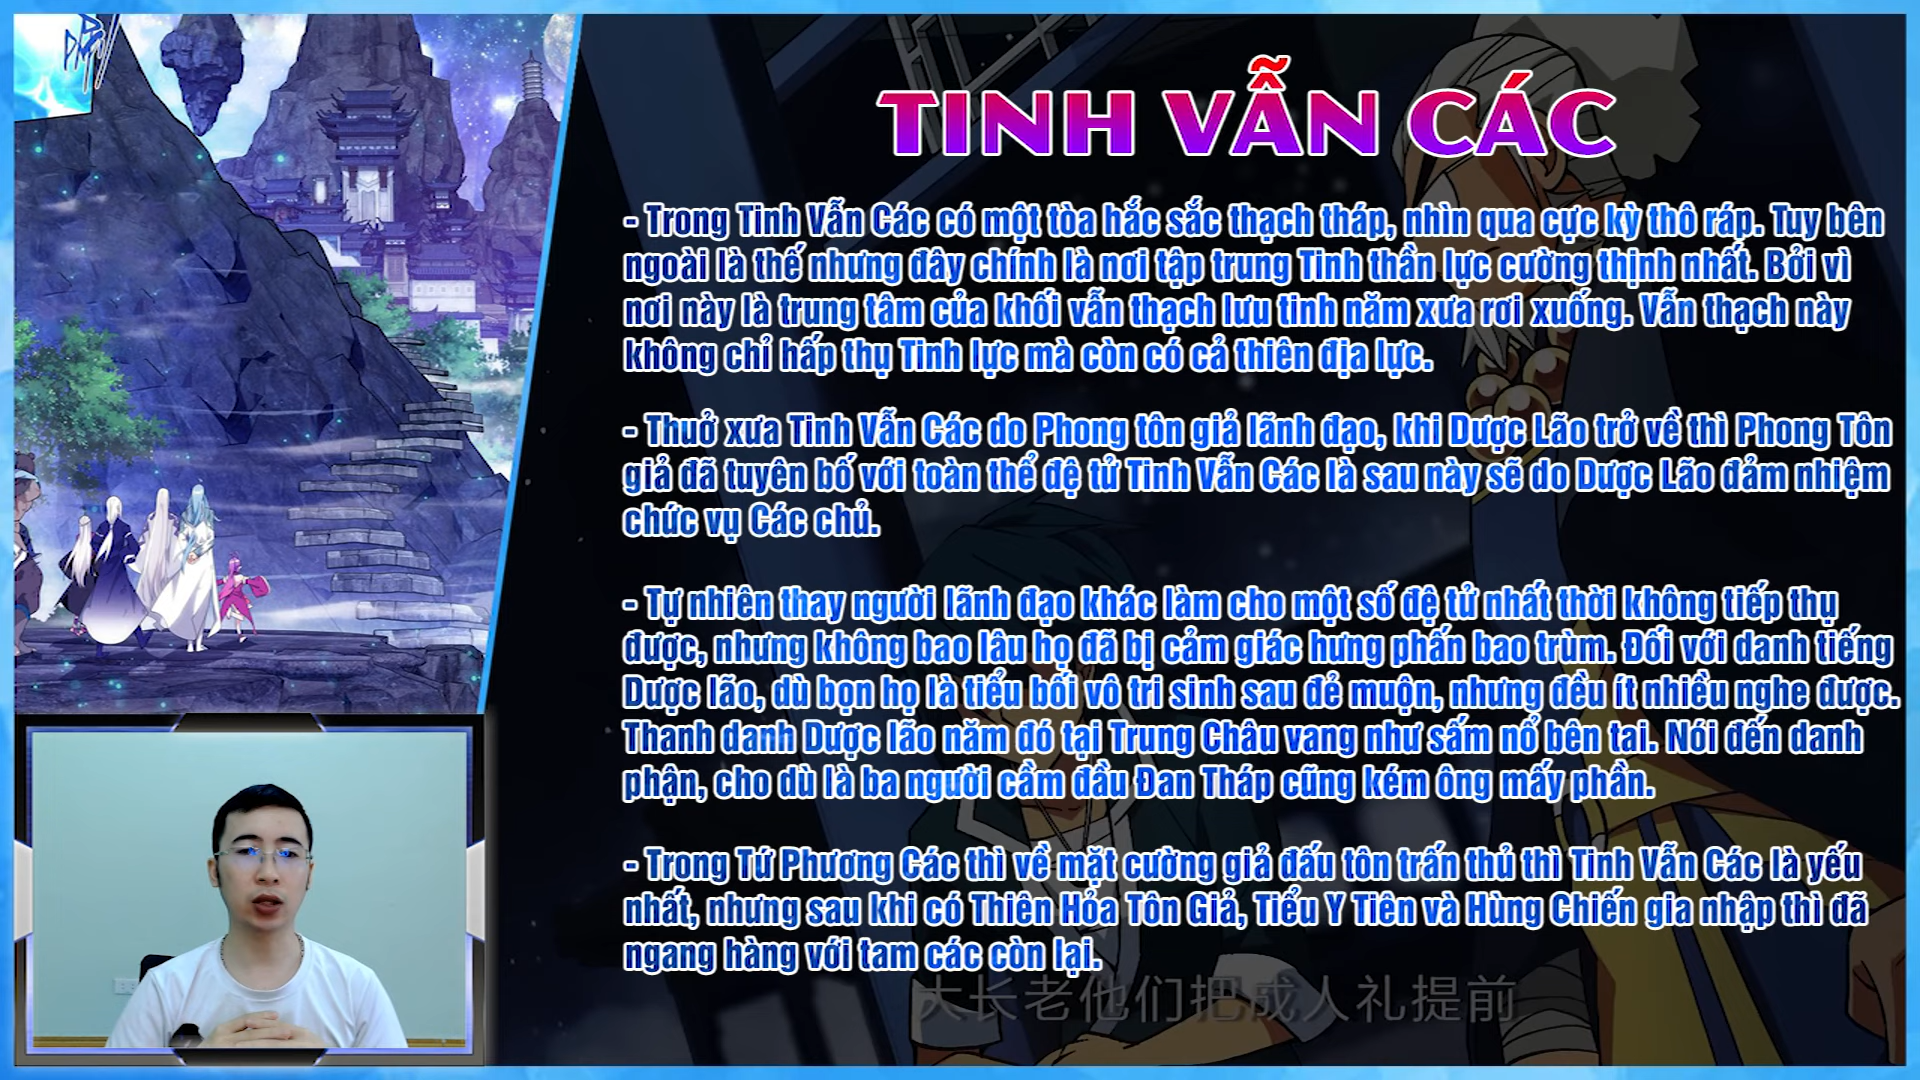 TINH VẪN CÁC
- Trong Tinh Vẫn Các có một tòa hắc sắc thạch tháp, nhìn qua cực kỳ thô ráp. Tuy bên
ngoài là thế nhưng đây chính là nơi tập trung Tinh thần lực cường thịnh nhất. Bởi vì
nơi này là trung tâm của khối vẫn thạch lưu tinh năm xưa rơi xuống. Vẫn thạch này
không chỉ hấp thụ Tinh lực mà còn có cả thiên địa lực.
- Thuở xưa Tinh Vẫn Các do Phong tôn giả lãnh đạo, khi Dược Lão trở về thì Phong Tôn
giả đã tuyên bố với toàn thể đệ tử Tinh Vẫn Các là sau này sẽ do Dược Lão đảm nhiệm
chức vụ Các chủ.
- Tự nhiên thay người lãnh đạo khác làm cho một số đệ tử nhất thời không tiếp thụ
được, nhưng không bao lâu họ đã bị cảm giác hưng phấn bao trùm. Đối với danh tiếng
Dược lão, dù bọn họ là tiểu bối vô tri sinh sau đẻ muộn, nhưng đều ít nhiều nghe được.
Thanh danh Dược lão năm đó tại Trung Châu vang như sấm nổ bên tai. Nói đến danh
phận, cho dù là ba người cầm đầu Đan Tháp cũng kém ông mấy phần.
- Trong Tứ Phương Các thì về mặt cường giả đấu tôn trấn thủ thì Tinh Vẫn Các là yếu
nhất, nhưng sau khi có Thiên Hỏa Tôn Giả, Tiểu Y Tiên và Hùng Chiến gia nhập thì đã
ngang hàng với tam các còn lại.
大长老他们把成人礼提前